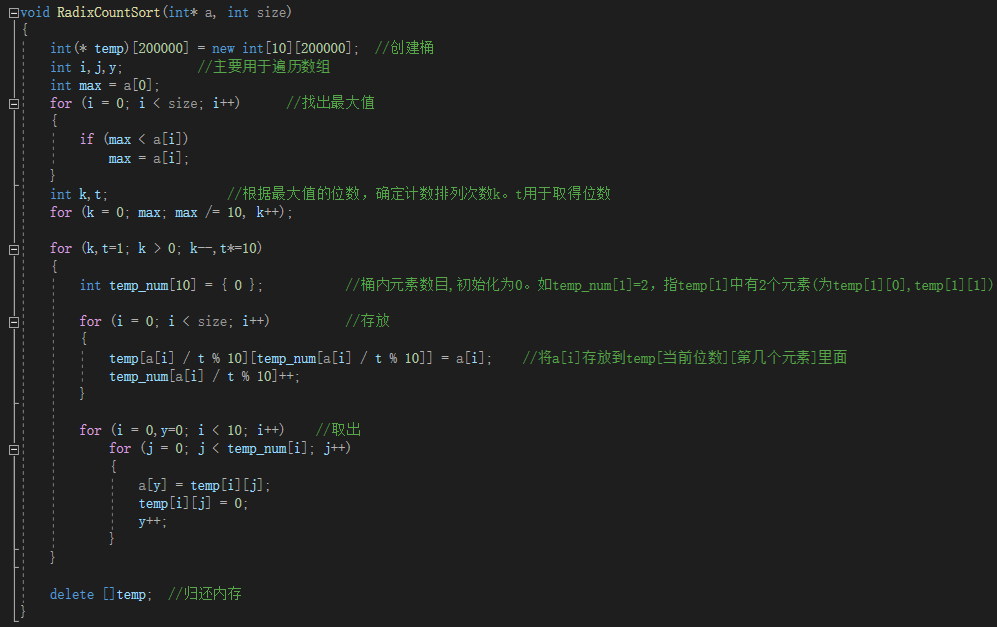 void RadixCountSort(int* a, int size)
{
int(* temp)[200000] = new int[10][200000]; //创建桶
int i,j,y; //主要用于遍历数组
int max = a[0];
for (i = 0; i < size; i++) //找出最大值
{
if (max < a[i])
max = a[i];
}
int k,t; //根据最大值的位数，确定计数排列次数k。t用于取得位数
for (k = 0; max; max /= 10, k++);
for (k,t=1; k > 0; k--,t*=10)
{
int temp_num[10] = { 0 }; //桶内元素数目,初始化为0。如temp_num[1]=2，指temp[1]中有2个元素(为temp[1][0],temp[1][1])
for (i = 0; i < size; i++) //存放
{
temp[a[i] / t % 10][temp_num[a[i] / t % 10]] = a[i]; //将a[i]存放到temp[当前位数][第几个元素]里面
temp_num[a[i] / t % 10]++;
}
for (i = 0,y=0; i < 10; i++) //取出
for (j = 0; j < temp_num[i]; j++)
{
a[y] = temp[i][j];
temp[i][j] = 0;
y++;
}
}
delete []temp; //归还内存
}